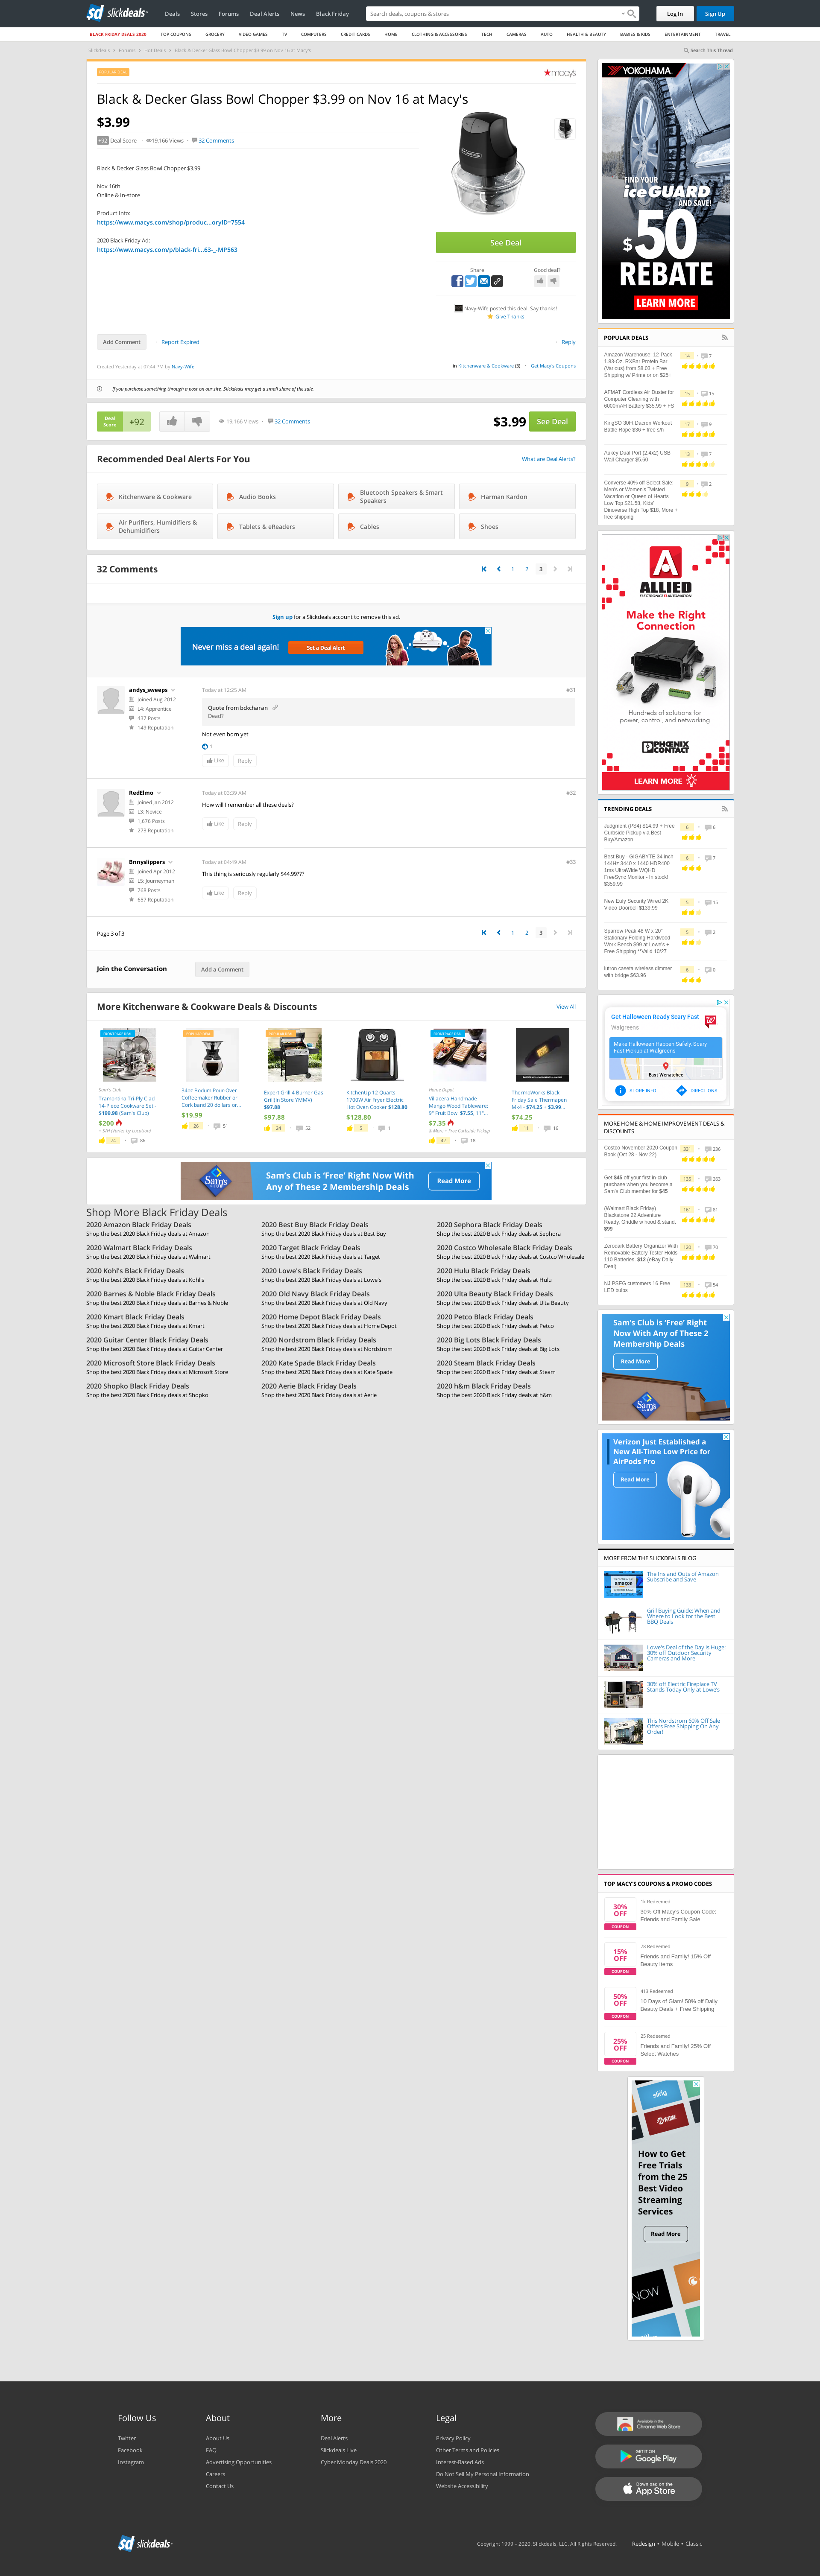 slickdeals
Deals
Stores
Forums
Deal Alerts
News
Black Friday
Search deals, coupons & stores
Log In
Sign Up
BLACK FRIDAY DEALS 2020
TOP COUPONS
GROCERY
VIDEO GAMES
TV
COMPUTERS
CREDIT CARDS
HOME
CLOTHING & ACCESSORIES
TECH
CAMERAS
AUTO
HEALTH & BEAUTY
BABIES & KIDS
ENTERTAINMENT
TRAVEL
Slickdeals > Forums > Hot Deals > Black & Decker Glass Bowl Chopper $3.99 on Nov 16 at Macy's
Search This Thread
POPULAR DEAL
macys
Black & Decker Glass Bowl Chopper $3.99 on Nov 16 at Macy's
$3.99
+92 Deal Score
19,166 Views
32 Comments
Black & Decker Glass Bowl Chopper $3.99
Nov 16th
Online & In-store
Product Info:
https://www.macys.com/shop/produc...oryID=7554
2020 Black Friday Ad:
https://www.macys.com/p/black-fri...63-_-MP563
See Deal
Share
Good deal?
Navy-Wife posted this deal. Say thanks!
Give Thanks
Add Comment
Report Expired
Reply
Created Yesterday at 07:44 PM by Navy-Wife
in Kitchenware & Cookware (3)
Get Macy's Coupons
If you purchase something through a post on our site, Slickdeals may get a small share of the sale.
Deal Score
+92
19,166 Views
32 Comments
$3.99
See Deal
Recommended Deal Alerts For You
What are Deal Alerts?
Kitchenware & Cookware
Audio Books
Bluetooth Speakers & Smart Speakers
Harman Kardon
Air Purifiers, Humidifiers & Dehumidifiers
Tablets & eReaders
Cables
Shoes
32 Comments
1 2 3
Sign up for a Slickdeals account to remove this ad.
Never miss a deal again!
Set a Deal Alert
andys_sweeps
Joined Aug 2012
L4: Apprentice
437 Posts
149 Reputation
Today at 12:25 AM
#31
Quote from bckcharan
Dead?
Not even born yet
1
Like
Reply
RedElmo
Joined Jan 2012
L3: Novice
1,676 Posts
273 Reputation
Today at 03:39 AM
#32
How will I remember all these deals?
Like
Reply
Bnnyslippers
Joined Apr 2012
L5: Journeyman
768 Posts
657 Reputation
Today at 04:49 AM
#33
This thing is seriously regularly $44.99???
Like
Reply
Page 3 of 3
1 2 3
Join the Conversation
Add a Comment
More Kitchenware & Cookware Deals & Discounts
View All
FRONTPAGE DEAL
Sam's Club
Tramontina Tri-Ply Clad
14-Piece Cookware Set -
$199.98 (Sam's Club)
$200
+ S/H (Varies by Location)
74
86
POPULAR DEAL
34oz Bodum Pour-Over
Coffeemaker Rubber or
Cork band 20 dollars or...
$19.99
26
51
POPULAR DEAL
Expert Grill 4 Burner Gas
Grill(In Store YMMV)
$97.88
$97.88
24
52
KitchenUp 12 Quarts
1700W Air Fryer Electric
Hot Oven Cooker $128.80
$128.80
5
1
FRONTPAGE DEAL
Home Depot
Villacera Handmade
Mango Wood Tableware:
9" Fruit Bowl $7.55, 11"...
$7.35
& More + Free Curbside Pickup
42
18
ThermoWorks Black
Friday Sale Thermapen
Mk4 - $74.25 + $3.99...
$74.25
11
16
Sam's Club is 'Free' Right Now With
Any of These 2 Membership Deals
Read More
Shop More Black Friday Deals
2020 Amazon Black Friday Deals
Shop the best 2020 Black Friday deals at Amazon
2020 Best Buy Black Friday Deals
Shop the best 2020 Black Friday deals at Best Buy
2020 Sephora Black Friday Deals
Shop the best 2020 Black Friday deals at Sephora
2020 Walmart Black Friday Deals
Shop the best 2020 Black Friday deals at Walmart
2020 Target Black Friday Deals
Shop the best 2020 Black Friday deals at Target
2020 Costco Wholesale Black Friday Deals
Shop the best 2020 Black Friday deals at Costco Wholesale
2020 Kohl's Black Friday Deals
Shop the best 2020 Black Friday deals at Kohl's
2020 Lowe's Black Friday Deals
Shop the best 2020 Black Friday deals at Lowe's
2020 Hulu Black Friday Deals
Shop the best 2020 Black Friday deals at Hulu
2020 Barnes & Noble Black Friday Deals
Shop the best 2020 Black Friday deals at Barnes & Noble
2020 Old Navy Black Friday Deals
Shop the best 2020 Black Friday deals at Old Navy
2020 Ulta Beauty Black Friday Deals
Shop the best 2020 Black Friday deals at Ulta Beauty
2020 Kmart Black Friday Deals
Shop the best 2020 Black Friday deals at Kmart
2020 Home Depot Black Friday Deals
Shop the best 2020 Black Friday deals at Home Depot
2020 Petco Black Friday Deals
Shop the best 2020 Black Friday deals at Petco
2020 Guitar Center Black Friday Deals
Shop the best 2020 Black Friday deals at Guitar Center
2020 Nordstrom Black Friday Deals
Shop the best 2020 Black Friday deals at Nordstrom
2020 Big Lots Black Friday Deals
Shop the best 2020 Black Friday deals at Big Lots
2020 Microsoft Store Black Friday Deals
Shop the best 2020 Black Friday deals at Microsoft Store
2020 Kate Spade Black Friday Deals
Shop the best 2020 Black Friday deals at Kate Spade
2020 Steam Black Friday Deals
Shop the best 2020 Black Friday deals at Steam
2020 Shopko Black Friday Deals
Shop the best 2020 Black Friday deals at Shopko
2020 Aerie Black Friday Deals
Shop the best 2020 Black Friday deals at Aerie
2020 h&m Black Friday Deals
Shop the best 2020 Black Friday deals at h&m
YOKOHAMA
FIND YOUR
iceGUARD
AND SAVE!
$50
REBATE
LEARN MORE
POPULAR DEALS
Amazon Warehouse: 12-Pack
1.83-Oz. RXBar Protein Bar
(Various) from $6.03 + Free
Shipping w/ Prime or on $25+
14
7
AFMAT Cordless Air Duster for
Computer Cleaning with
6000mAH Battery $35.99 + FS
15
15
KingSO 30Ft Dacron Workout
Battle Rope $36 + free s/h
17
9
Aukey Dual Port (2.4x2) USB
Wall Charger $5.60
13
7
Converse 40% off Select Sale:
Men's or Women's Twisted
Vacation or Queen of Hearts
Low Top $21.58, Kids'
Dinoverse High Top $18, More +
free shipping
9
2
ALLIED
ELECTRONICS & AUTOMATION
Make the Right
Connection
Hundreds of solutions for
power, control, and networking
PHOENIX CONTACT
LEARN MORE
TRENDING DEALS
Judgment (PS4) $14.99 + Free
Curbside Pickup via Best
Buy/Amazon
6
6
Best Buy - GIGABYTE 34 inch
144Hz 3440 x 1440 HDR400
1ms UltraWide WQHD
FreeSync Monitor - In stock!
$359.99
6
7
New Eufy Security Wired 2K
Video Doorbell $139.99
5
15
Sparrow Peak 48 W x 20"
Stationary Folding Hardwood
Work Bench $99 at Lowe's +
Free Shipping **Valid 10/27
5
2
lutron caseta wireless dimmer
with bridge $63.96
6
0
Get Halloween Ready Scary Fast
Walgreens
Make Halloween Happen Safely. Scary
Fast Pickup at Walgreens
East Wenatchee
STORE INFO
DIRECTIONS
MORE HOME & HOME IMPROVEMENT DEALS &
DISCOUNTS
Costco November 2020 Coupon
Book (Oct 28 - Nov 22)
331
236
Get $45 off your first in-club
purchase when you become a
Sam's Club member for $45
135
263
(Walmart Black Friday)
Blackstone 22 Adventure
Ready, Griddle w hood & stand.
$99
161
81
Zerodark Battery Organizer With
Removable Battery Tester Holds
110 Batteries $12 (eBay Daily
Deal)
120
70
NJ PSEG customers 16 Free
LED bulbs
133
54
Sam's Club is 'Free' Right
Now With Any of These 2
Membership Deals
Read More
Verizon Just Established a
New All-Time Low Price for
AirPods Pro
Read More
MORE FROM THE SLICKDEALS BLOG
The Ins and Outs of Amazon
Subscribe and Save
Grill Buying Guide: When and
Where to Look for the Best
BBQ Deals
Lowe's Deal of the Day is Huge:
30% off Outdoor Security
Cameras and More
30% off Electric Fireplace TV
Stands Today Only at Lowe's
This Nordstrom 60% Off Sale
Offers Free Shipping On Any
Order!
TOP MACY'S COUPONS & PROMO CODES
30% OFF
COUPON
1k Redeemed
30% Off Macy's Coupon Code:
Friends and Family Sale
15% OFF
COUPON
78 Redeemed
Friends and Family! 15% Off
Beauty items
50% OFF
COUPON
413 Redeemed
10 Days of Glam! 50% off Daily
Beauty Deals + Free Shipping
25% OFF
COUPON
25 Redeemed
Friends and Family! 25% Off
Select Watches
sling
SHOWTIME
How to Get
Free Trials
from the 25
Best Video
Streaming
Services
Read More
NOW
Follow Us
Twitter
Facebook
Instagram
About
About Us
FAQ
Advertising Opportunities
Careers
Contact Us
More
Deal Alerts
Slickdeals Live
Cyber Monday Deals 2020
Legal
Privacy Policy
Other Terms and Policies
Interest-Based Ads
Do Not Sell My Personal Information
Website Accessibility
Available in the
Chrome Web Store
GET IT ON
Google Play
Download on the
App Store
slickdeals
Copyright 1999 - 2020. Slickdeals, LLC. All Rights Reserved.
Redesign • Mobile • Classic